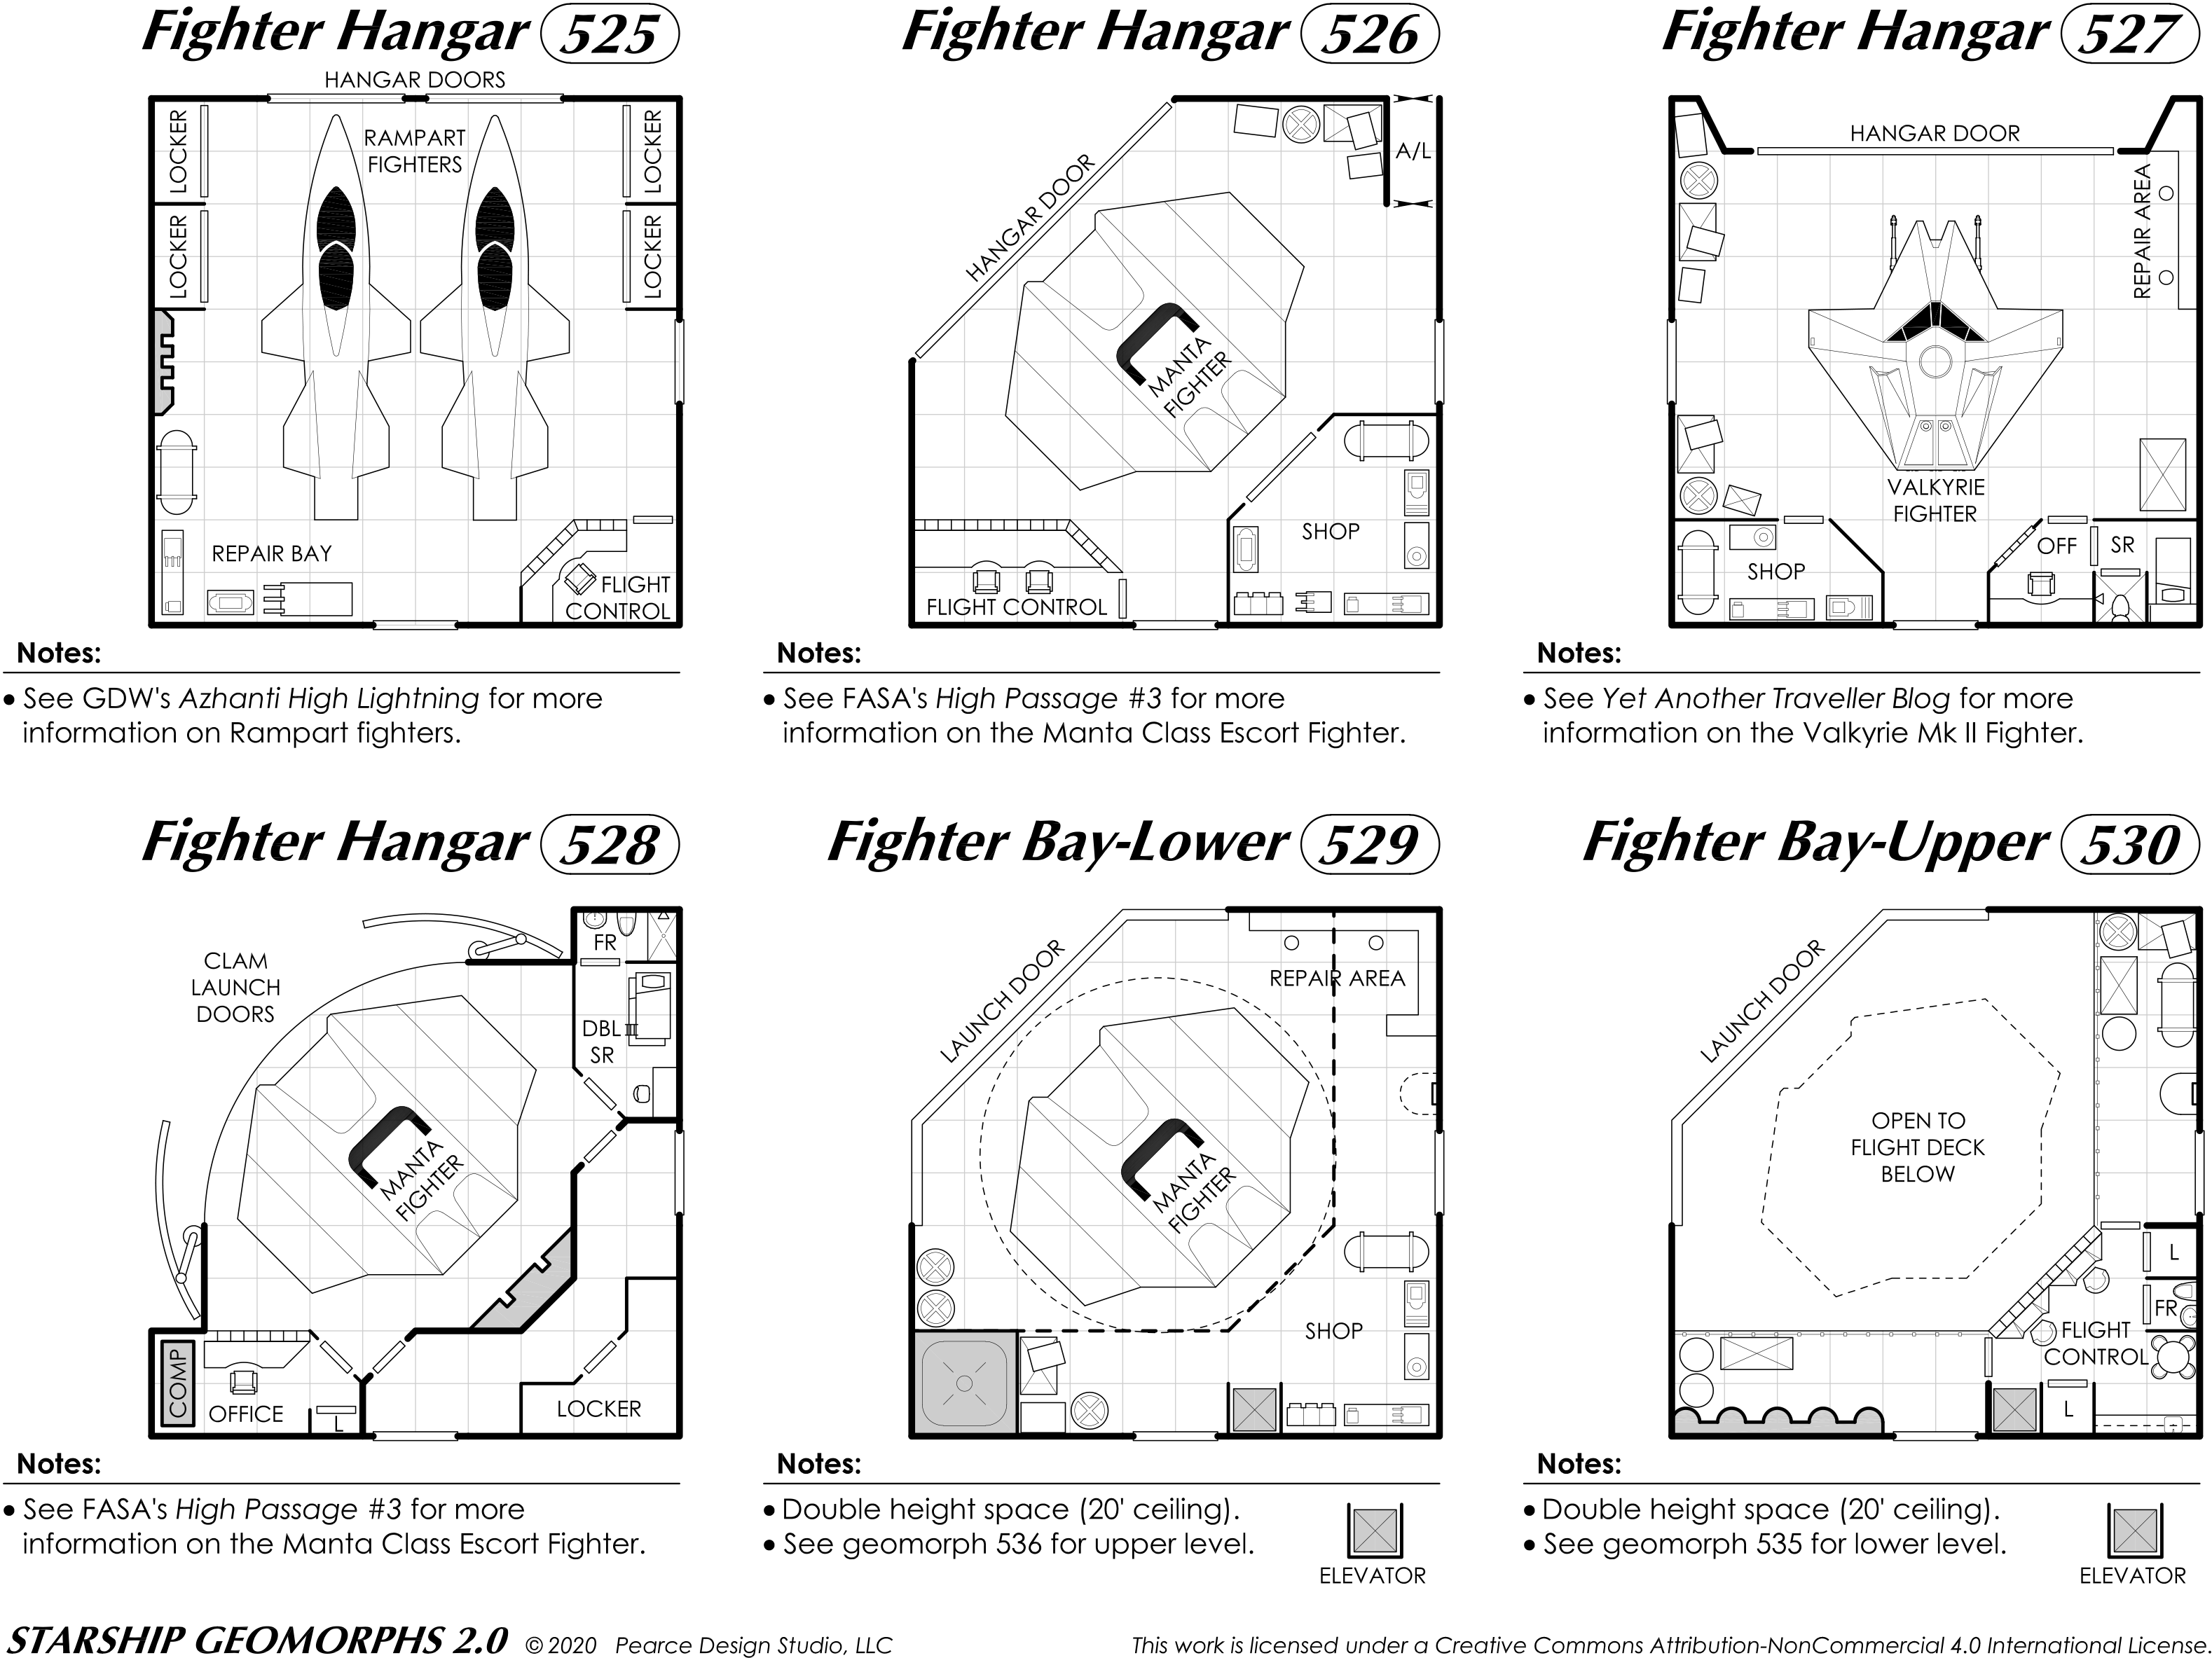 Fighter Hangar 525
HANGAR DOORS
LOCKER
LOCKER
RAMPART
FIGHTERS
LOCKER
LOCKER
REPAIR BAY
FLIGHT
CONTROL
Notes:
• See GDW's Azhanti High Lightning for more
information on Rampart fighters.
Fighter Hangar 526
HANGAR DOOR
A/L
MANTA
FIGHTER
SHOP
FLIGHT CONTROL
Notes:
• See FASA's High Passage #3 for more
information on the Manta Class Escort Fighter.
Fighter Hangar 527
HANGAR DOOR
REPAIR AREA
VALKYRIE
FIGHTER
SHOP
OFF
SR
Notes:
• See Yet Another Traveller Blog for more
information on the Valkyrie Mk II Fighter.
Fighter Hangar 528
CLAM
LAUNCH
DOORS
FR
DBL
SR
MANTA
FIGHTER
COMP
OFFICE
L
LOCKER
Notes:
• See FASA's High Passage #3 for more
information on the Manta Class Escort Fighter.
Fighter Bay-Lower 529
LAUNCH DOOR
REPAIR AREA
MANTA
FIGHTER
SHOP
Notes:
• Double height space (20' ceiling).
• See geomorph 536 for upper level.
ELEVATOR
Fighter Bay-Upper 530
LAUNCH DOOR
OPEN TO
FLIGHT DECK
BELOW
L
FR
FLIGHT
CONTROL
L
Notes:
• Double height space (20' ceiling).
• See geomorph 535 for lower level.
ELEVATOR
STARSHIP GEOMORPHS 2.0 © 2020 Pearce Design Studio, LLC
This work is licensed under a Creative Commons Attribution-NonCommercial 4.0 International License.